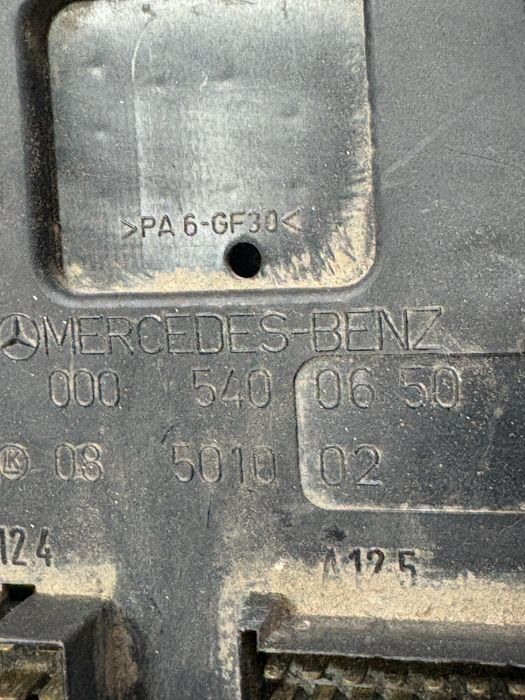 >PA 6-GF30<
MERCEDES-BENZ
000 540 06 50
K 08 5010 02
124 A125